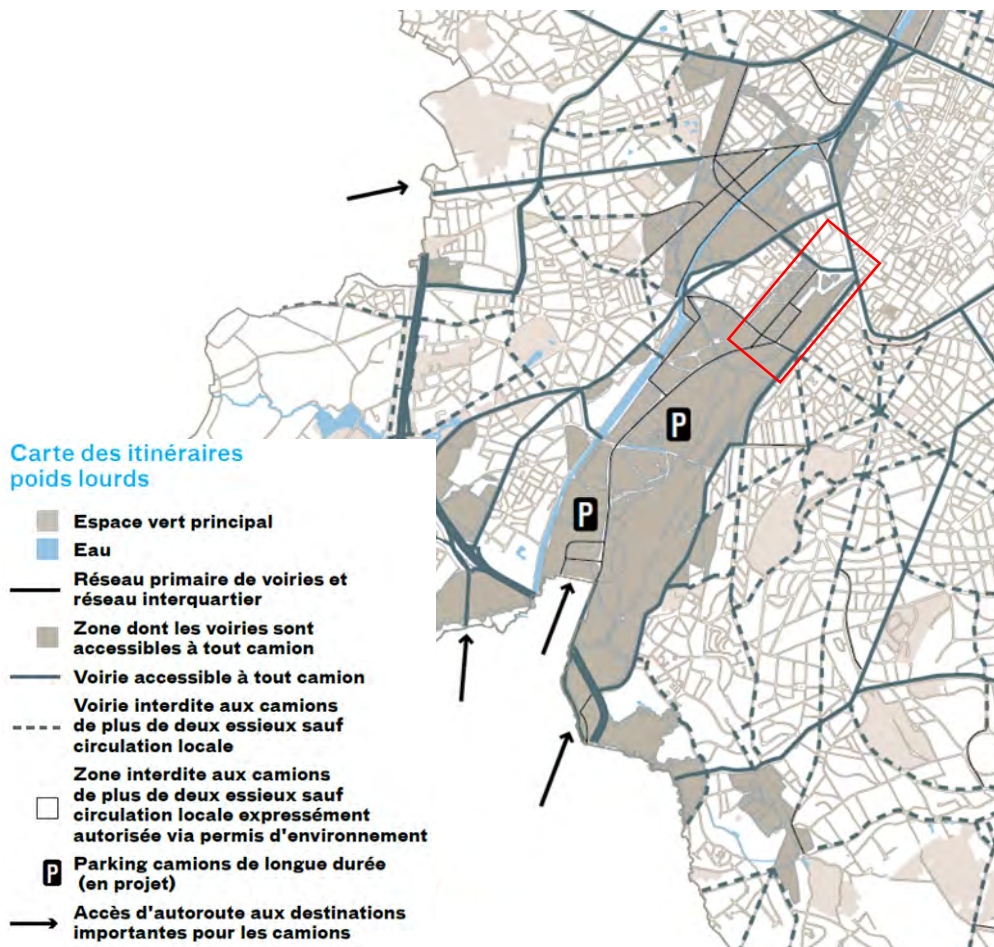 P
P
Carte des itinéraires
poids lourds
Espace vert principal
Eau
Réseau primaire de voiries et
réseau interquartier
Zone dont les voiries sont
accessibles à tout camion
Voirie accessible à tout camion
Voirie interdite aux camions
de plus de deux essieux sauf
circulation locale
Zone interdite aux camions
de plus de deux essieux sauf
circulation locale expressément
autorisée via permis d'environnement
P Parking camions de longue durée
(en projet)
Accès d'autoroute aux destinations
importantes pour les camions